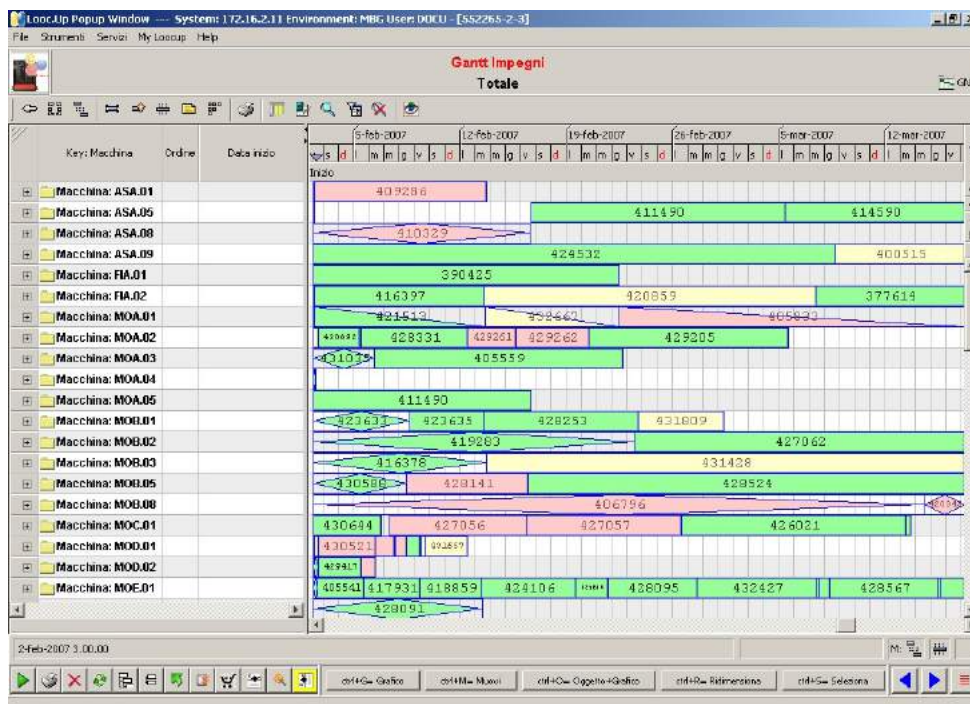 Looc.Up Popup Window ---- System: 172.16.2.11 Environment: MBG User: DOCU - [552265-2-3]
File Strumenti Servizi My Loocup Help
Gantt Impegni
Totale
5-feb-2007 12-feb-2007 19-feb-2007 26-feb-2007 5-mar-2007 12-mar-2007
Key: Macchina Ordine Data inizio
s d l m m g v s d l m m g v s d l m m g v s d l m m g v s d l m m g v s d l m m g v
Inizio
Macchina: ASA.01 409286
Macchina: ASA.05 411490 414590
Macchina: ASA.08 410329
Macchina: ASA.09 424532 400515
Macchina: FIA.01 390425
Macchina: FIA.02 416397 420859 377614
Macchina: MOA.01 421513 432667 405833
Macchina: MOA.02 428331 429261 429262 429205
Macchina: MOA.03 405559
Macchina: MOA.04
Macchina: MOA.05 411490
Macchina: MOB.01 423631 423635 428253 431809
Macchina: MOB.02 419283 427062
Macchina: MOB.03 416378 431428
Macchina: MOB.05 430588 428141 428524
Macchina: MOB.08 406796
Macchina: MOC.01 430644 427056 427057 426021
Macchina: MOD.01 430521
Macchina: MOD.02
Macchina: MOE.01 405541 417931 418859 424106 428095 432427 428567
428091
2-feb-2007 3.00.00 M:
ctrl+G= Grafico ctrl+M= Muovi ctrl+O= Oggetto+Grafico ctrl+R= Ridimensiona ctrl+S= Seleziona